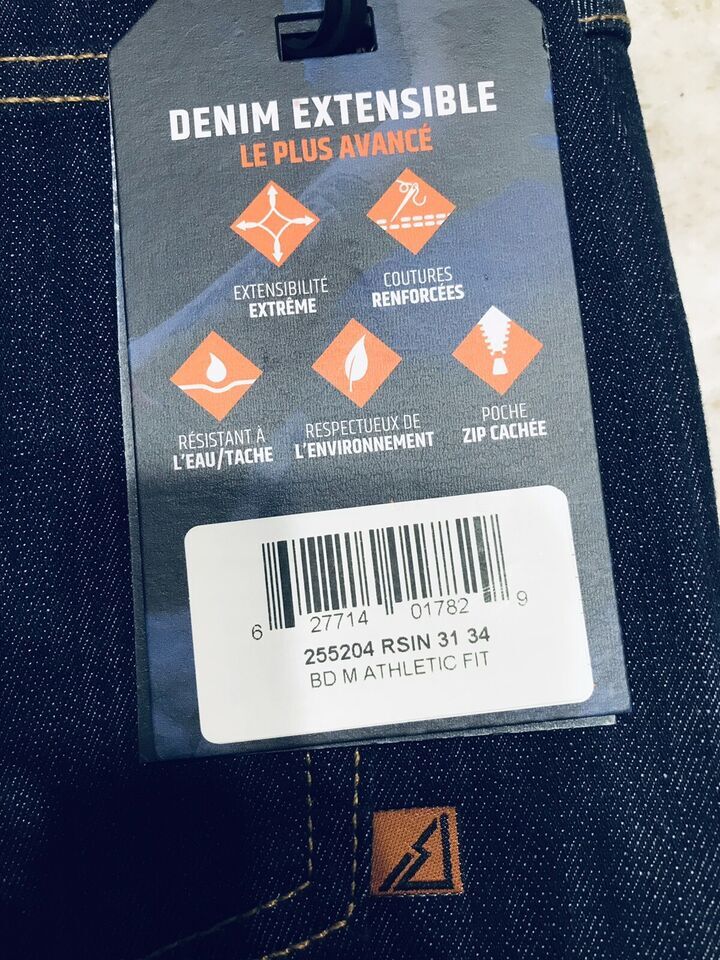 DENIM EXTENSIBLE
LE PLUS AVANCÉ
EXTENSIBILITÉ
EXTRÊME
COUTURES
RENFORCÉES
RÉSISTANT À
L'EAU/TACHE
RESPECTUEUX DE
L'ENVIRONNEMENT
POCHE
ZIP CACHÉE
6 27714 01782 9
255204 RSIN 31 34
BD M ATHLETIC FIT